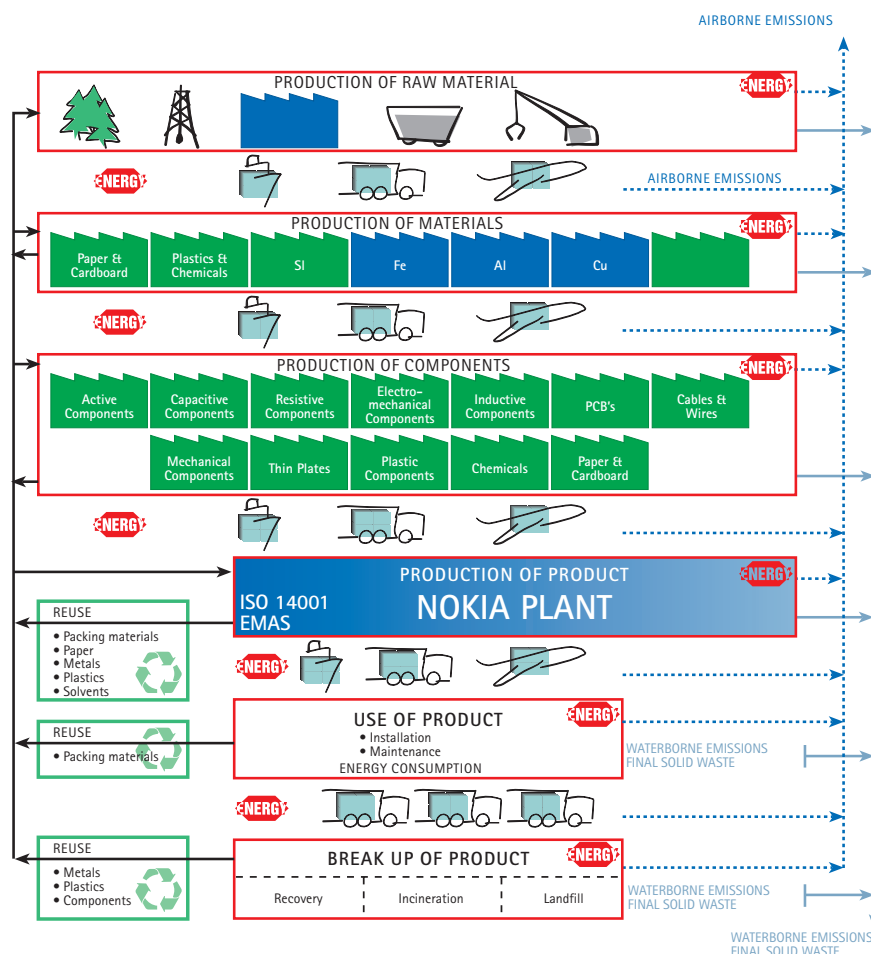 AIRBORNE EMISSIONS
PRODUCTION OF RAW MATERIAL
ENERGY
ENERGY
AIRBORNE EMISSIONS
PRODUCTION OF MATERIALS
ENERGY
Paper &
Cardboard
Plastics &
Chemicals
SI
Fe
Al
Cu
ENERGY
PRODUCTION OF COMPONENTS
ENERGY
Active
Components
Capacitive
Components
Resistive
Components
Electro-
mechanical
Components
Inductive
Components
PCB's
Cables &
Wires
Mechanical
Components
Thin Plates
Plastic
Components
Chemicals
Paper &
Cardboard
ENERGY
PRODUCTION OF PRODUCT
ENERGY
ISO 14001
EMAS
NOKIA PLANT
REUSE
• Packing materials
• Paper
• Metals
• Plastics
• Solvents
ENERGY
USE OF PRODUCT
ENERGY
• Installation
• Maintenance
ENERGY CONSUMPTION
REUSE
• Packing materials
WATERBORNE EMISSIONS
FINAL SOLID WASTE
ENERGY
REUSE
• Metals
• Plastics
• Components
BREAK UP OF PRODUCT
ENERGY
Recovery
Incineration
Landfill
WATERBORNE EMISSIONS
FINAL SOLID WASTE
WATERBORNE EMISSIONS
FINAL SOLID WASTE